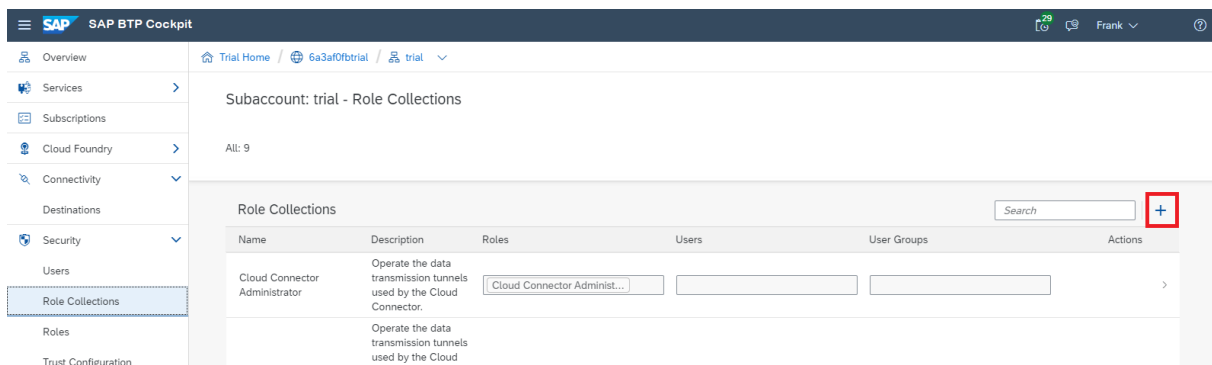 SAP SAP BTP Cockpit 29 Frank
Overview
Services
Subscriptions
Cloud Foundry
Connectivity
Destinations
Security
Users
Role Collections
Roles
Trust Configuration
Trial Home / 6a3af0fbtrial / trial
Subaccount: trial - Role Collections
All: 9
Role Collections Search
Name Description Roles Users User Groups Actions
Cloud Connector
Administrator
Operate the data
transmission tunnels
used by the Cloud
Connector.
Cloud Connector Administ...
Operate the data
transmission tunnels
used by the Cloud